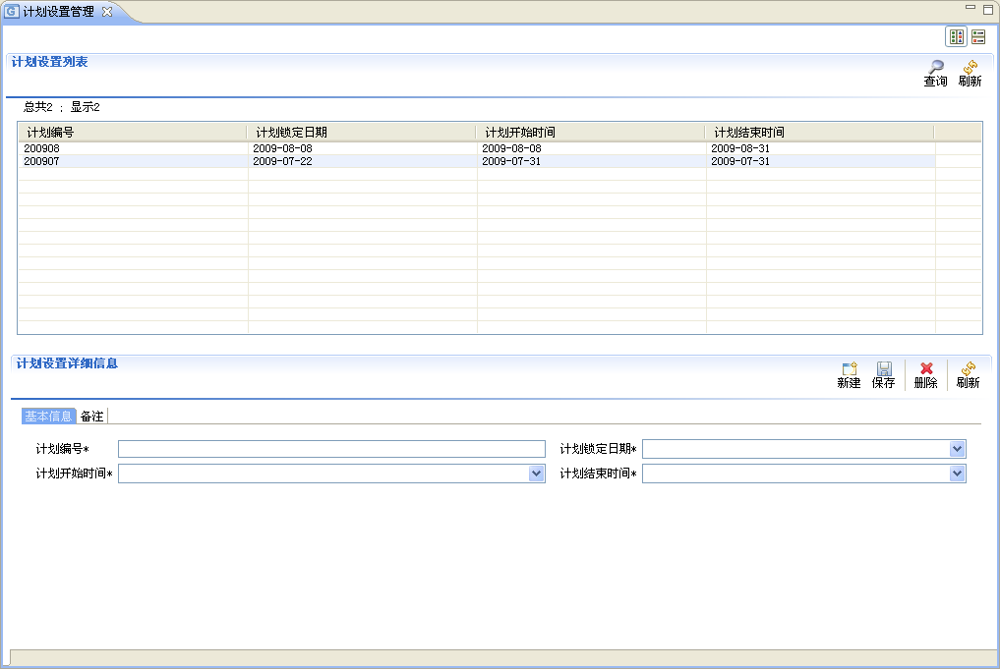 计划设置管理
计划设置列表
查询 刷新
总共2 ; 显示2
计划编号 计划锁定日期 计划开始时间 计划结束时间
200908 2009-08-08 2009-08-08 2009-08-31
200907 2009-07-22 2009-07-31 2009-07-31
计划设置详细信息
新建 保存 删除 刷新
基本信息 备注
计划编号* 计划锁定日期*
计划开始时间* 计划结束时间*